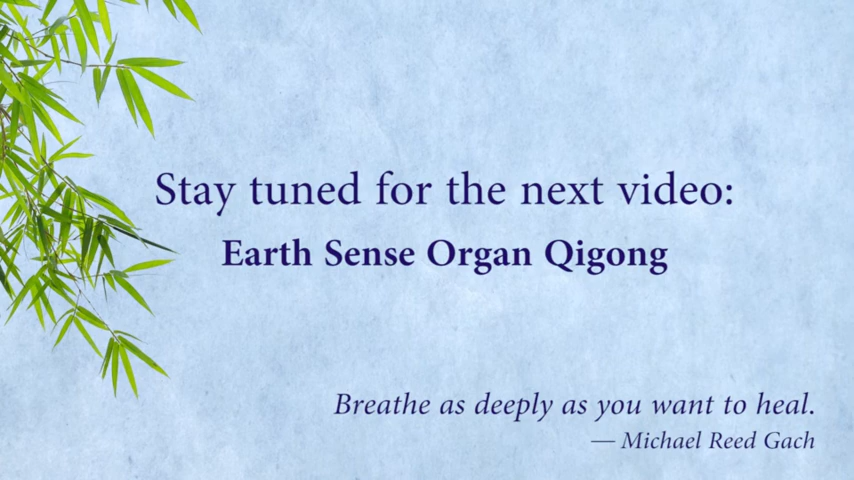 Stay tuned for the next video:
Earth Sense Organ Qigong
Breathe as deeply as you want to heal.
— Michael Reed Gach